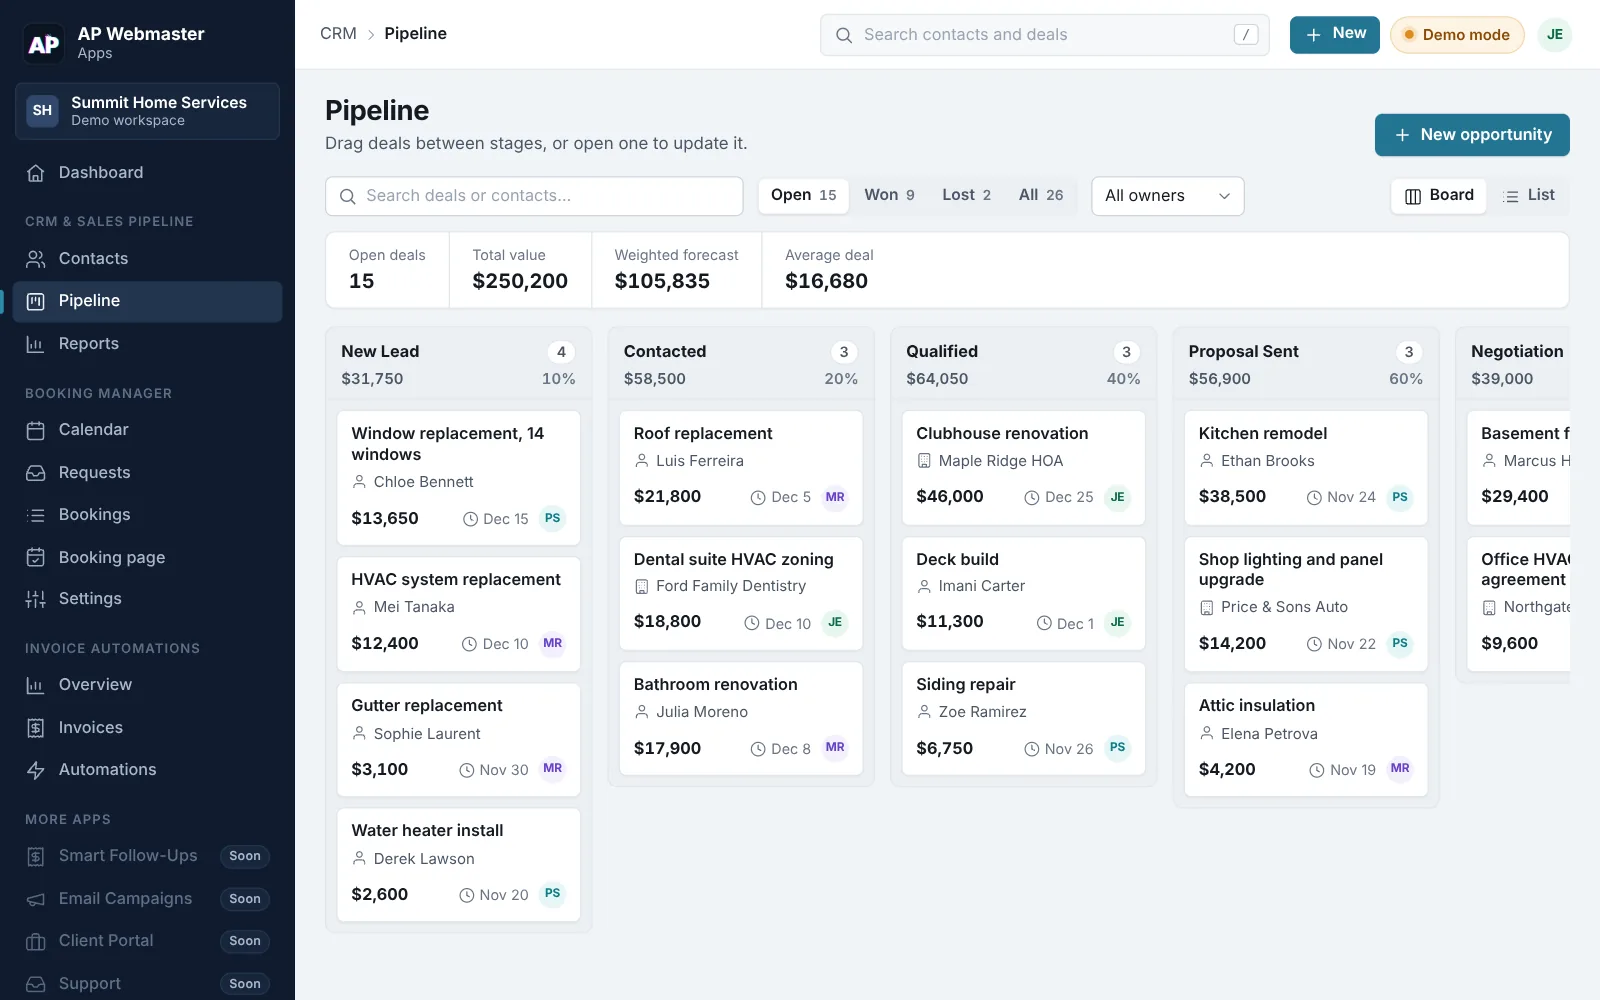 AP
AP Webmaster
Apps
SH
Summit Home Services
Demo workspace
Dashboard
CRM & SALES PIPELINE
Contacts
Pipeline
Reports
BOOKING MANAGER
Calendar
Requests
Bookings
Booking page
Settings
INVOICE AUTOMATIONS
Overview
Invoices
Automations
MORE APPS
Smart Follow-Ups Soon
Email Campaigns Soon
Client Portal Soon
Support Soon
CRM > Pipeline
Search contacts and deals /
+ New
Demo mode
JE
Pipeline
Drag deals between stages, or open one to update it.
+ New opportunity
Search deals or contacts...
Open 15 Won 9 Lost 2 All 26
All owners
Board List
Open deals
15
Total value
$250,200
Weighted forecast
$105,835
Average deal
$16,680
New Lead 4
$31,750 10%
Window replacement, 14
windows
Chloe Bennett
$13,650 Dec 15 PS
HVAC system replacement
Mei Tanaka
$12,400 Dec 10 MR
Gutter replacement
Sophie Laurent
$3,100 Nov 30 MR
Water heater install
Derek Lawson
$2,600 Nov 20 PS
Contacted 3
$58,500 20%
Roof replacement
Luis Ferreira
$21,800 Dec 5 MR
Dental suite HVAC zoning
Ford Family Dentistry
$18,800 Dec 10 JE
Bathroom renovation
Julia Moreno
$17,900 Dec 8 MR
Qualified 3
$64,050 40%
Clubhouse renovation
Maple Ridge HOA
$46,000 Dec 25 JE
Deck build
Imani Carter
$11,300 Dec 1 JE
Siding repair
Zoe Ramirez
$6,750 Nov 26 PS
Proposal Sent 3
$56,900 60%
Kitchen remodel
Ethan Brooks
$38,500 Nov 24 PS
Shop lighting and panel
upgrade
Price & Sons Auto
$14,200 Nov 22 PS
Attic insulation
Elena Petrova
$4,200 Nov 19 MR
Negotiation
$39,000
Basement f
Marcus H
$29,400
Office HVA
agreement
Northgate
$9,600